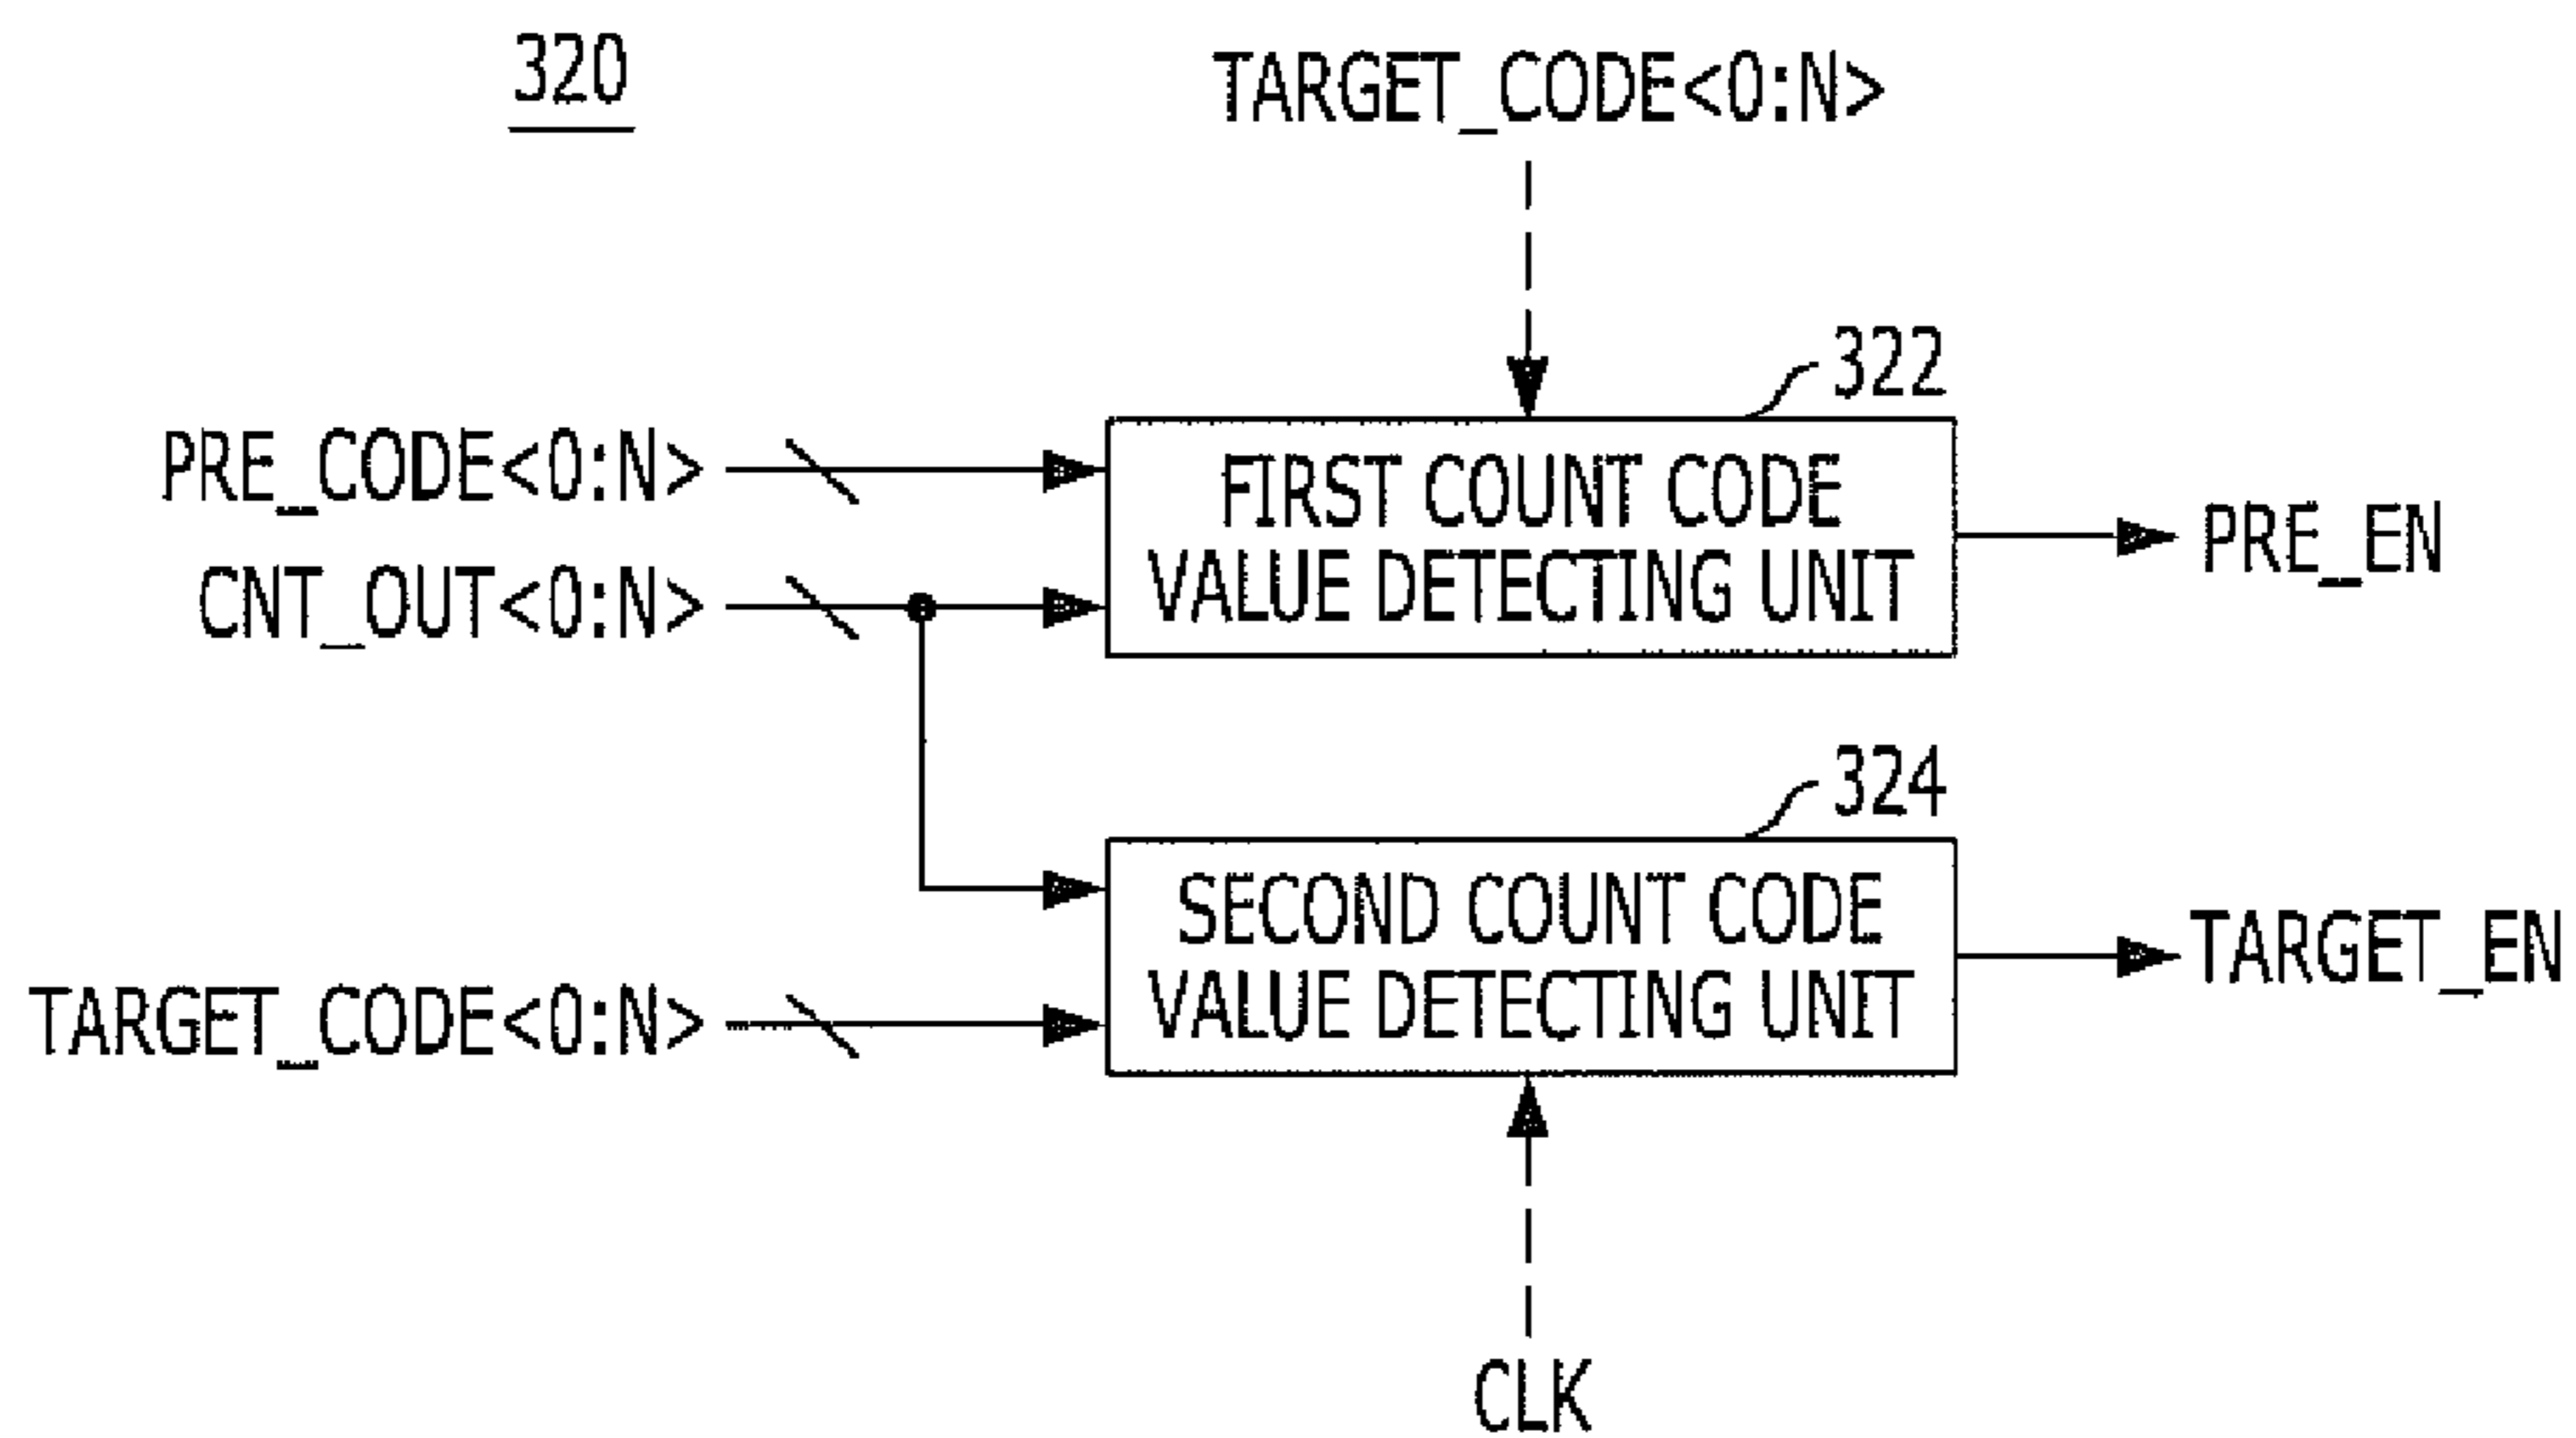 320
TARGET_CODE<0:N>
322
PRE_CODE<0:N>
FIRST COUNT CODE
VALUE DETECTING UNIT
PRE_EN
CNT_OUT<0:N>
324
SECOND COUNT CODE
VALUE DETECTING UNIT
TARGET_EN
TARGET_CODE<0:N>
CLK